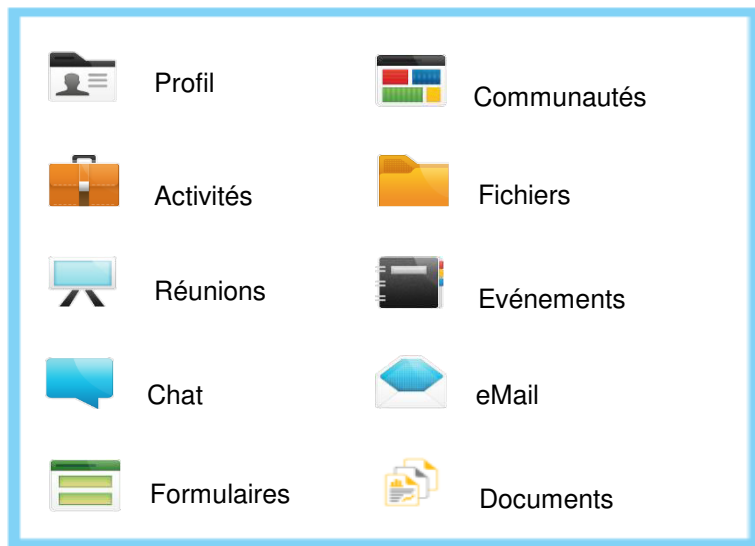 Profil
Communautés
Activités
Fichiers
Réunions
Evénements
Chat
eMail
Formulaires
Documents